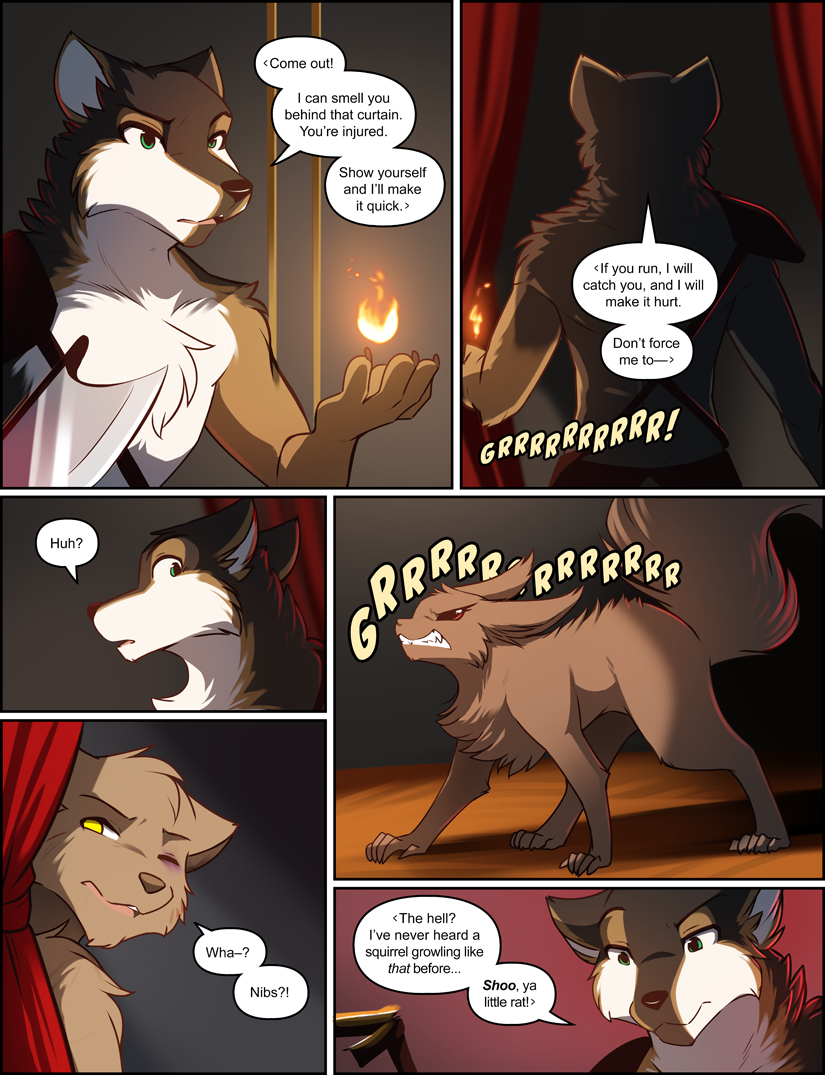 ‹Come out!
I can smell you
behind that curtain.
You're injured.
Show yourself
and I'll make
it quick.›
‹If you run, I will
catch you, and I will
make it hurt.
Don't force
me to—›
GRRRRRRRRRR!
Huh?
GRRRRRRRRRRRRR
Wha–?
Nibs?!
‹The hell?
I've never heard a
squirrel growling like
that before...
Shoo, ya
little rat!›